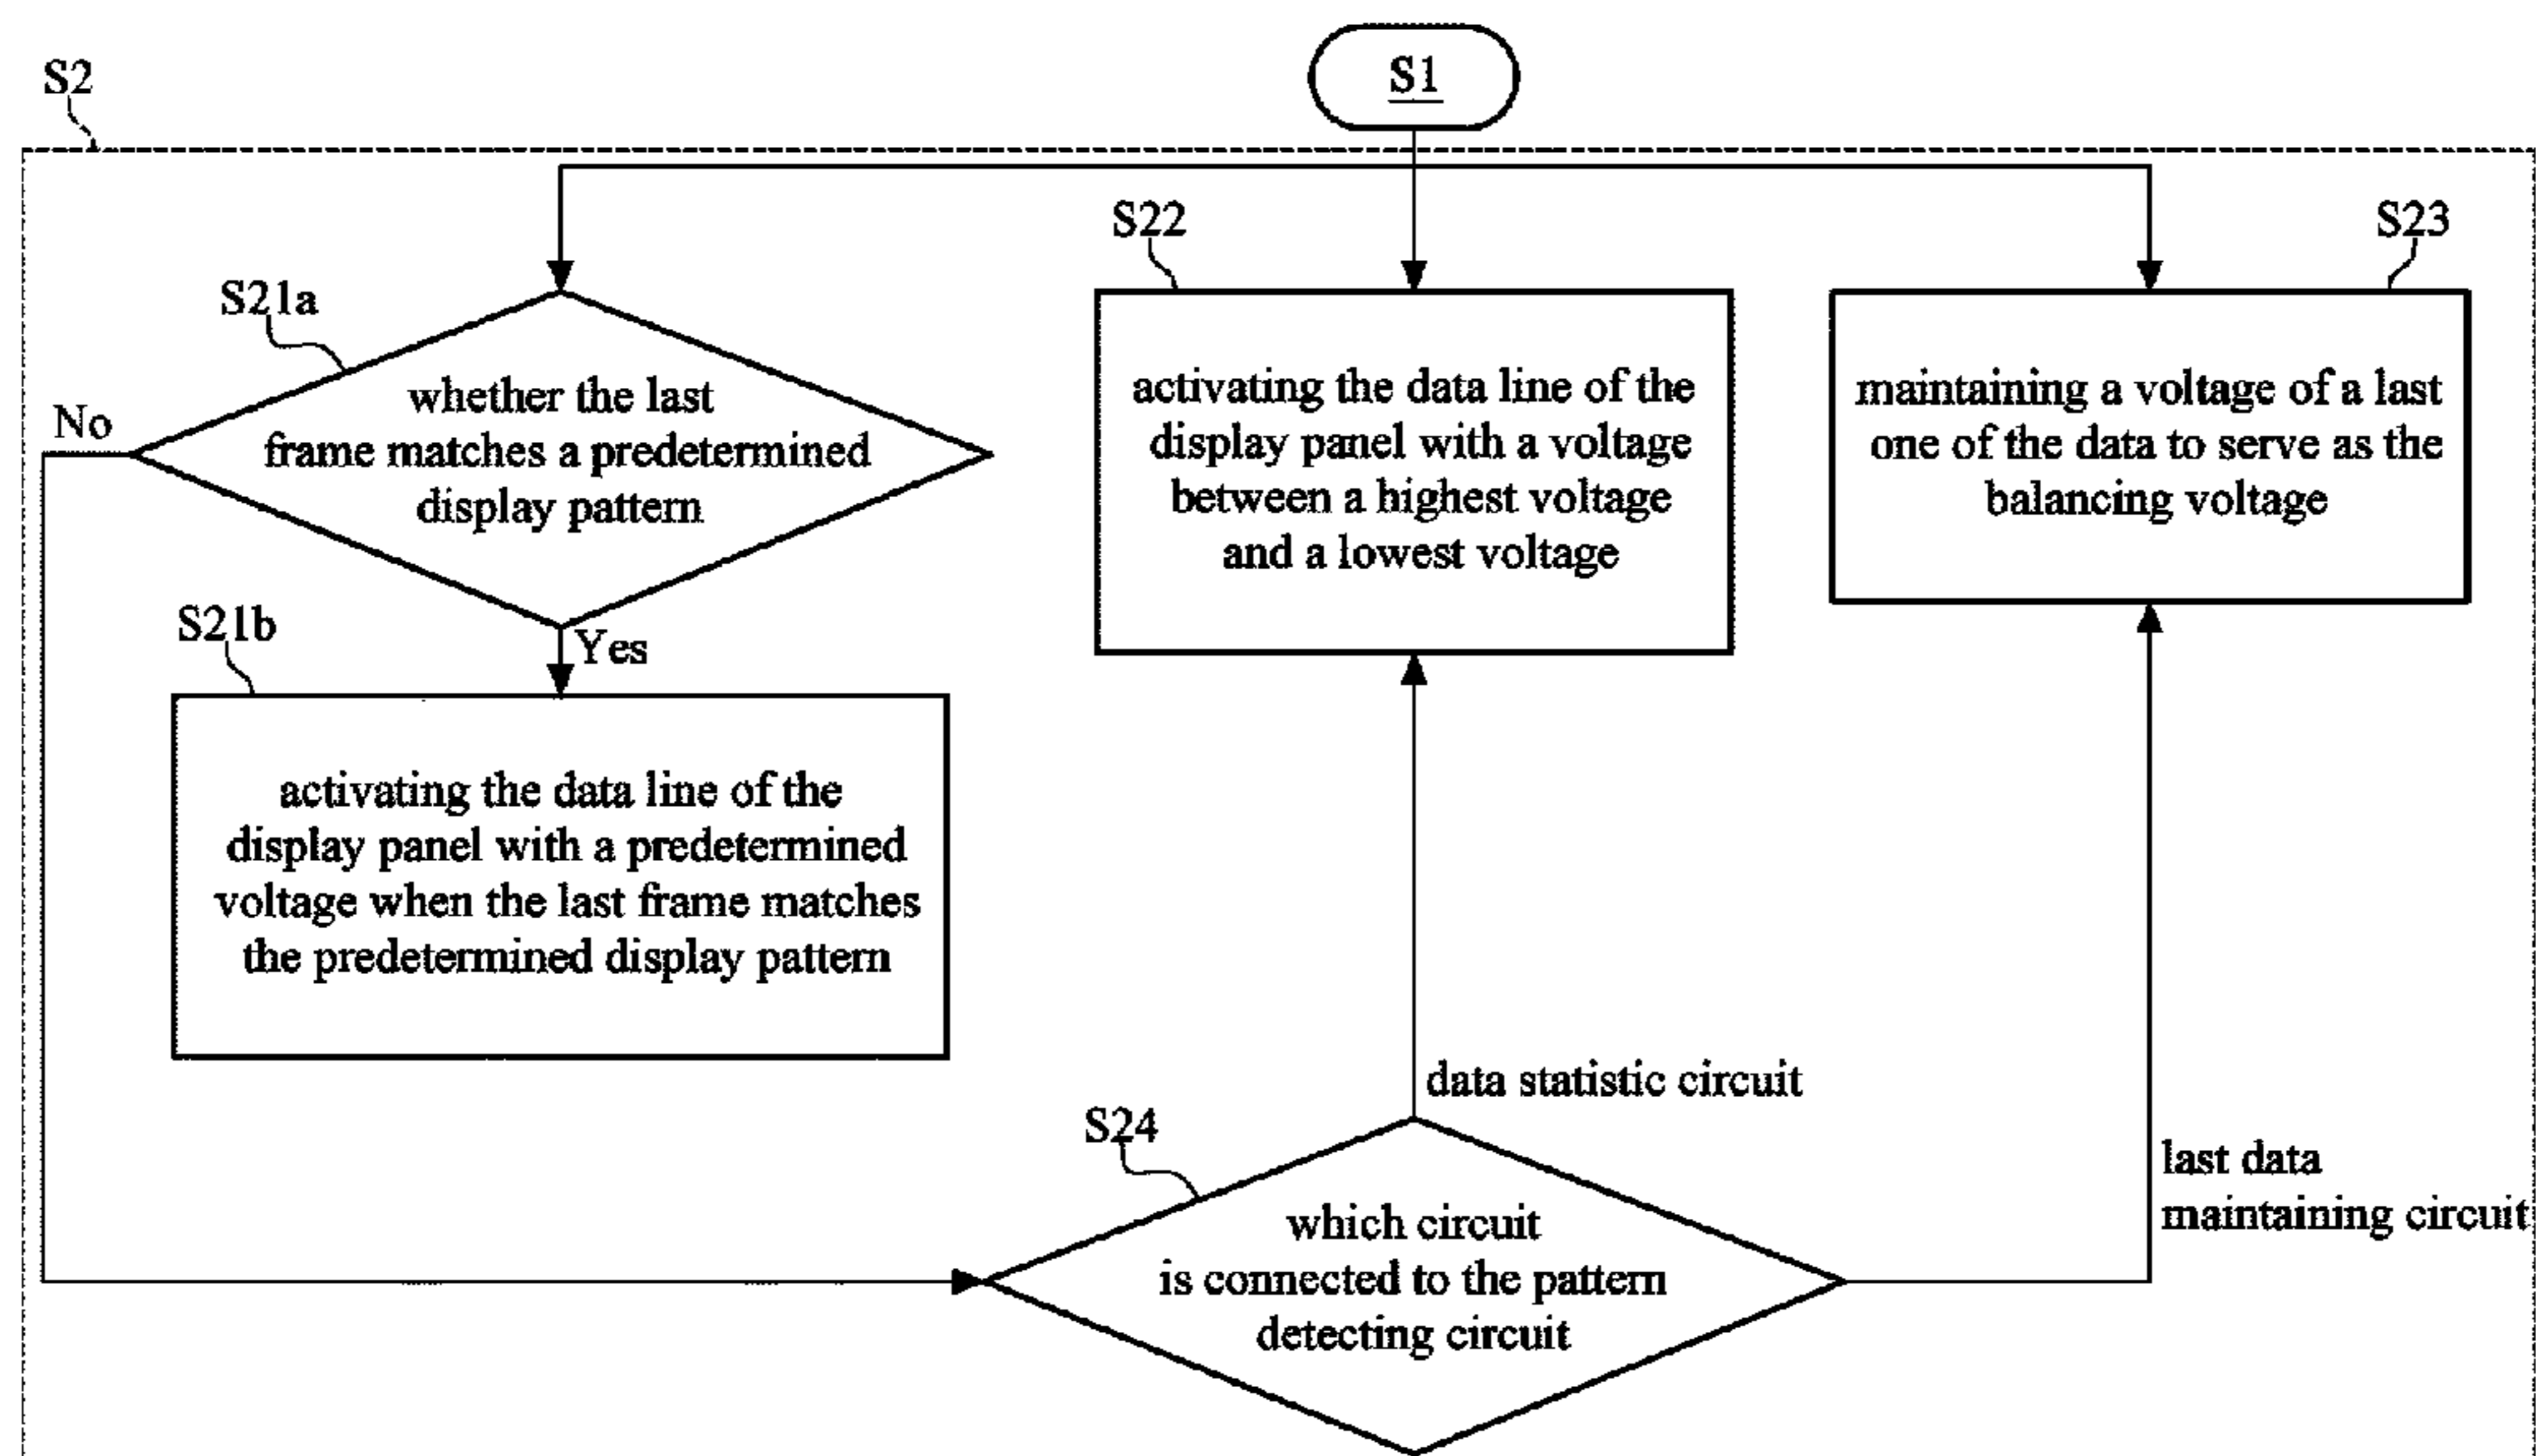 S1
S2
S21a
whether the last
frame matches a predetermined
display pattern
No
Yes
S21b
activating the data line of the
display panel with a predetermined
voltage when the last frame matches
the predetermined display pattern
S22
activating the data line of the
display panel with a voltage
between a highest voltage
and a lowest voltage
S23
maintaining a voltage of a last
one of the data to serve as the
balancing voltage
data statistic circuit
last data
maintaining circuit
S24
which circuit
is connected to the pattern
detecting circuit